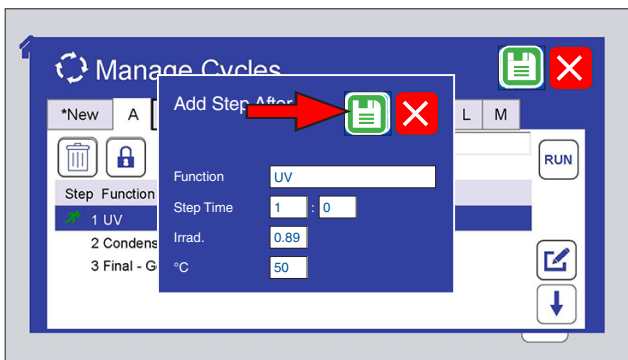 Manage Cycles
Add Step After
*New A L M
RUN
Function UV
Step Function
Step Time 1 : 0
1 UV
Irrad. 0.89
2 Condens
3 Final - G
°C 50